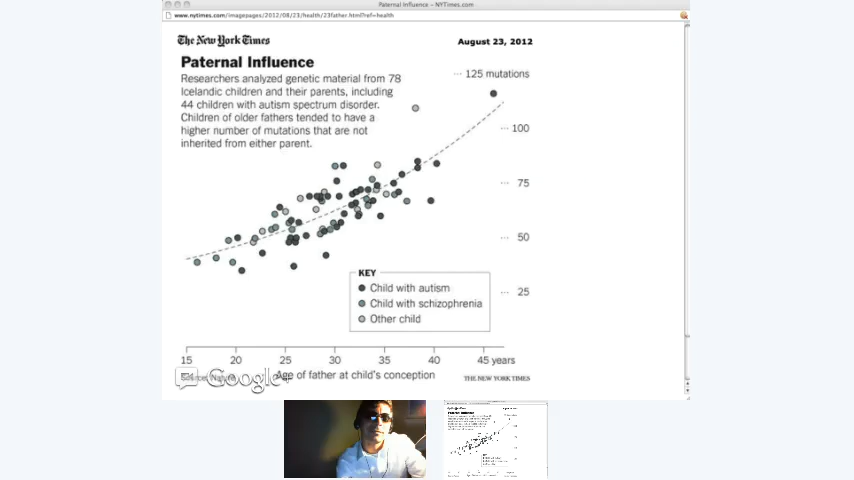 Paternal Influence – NYTimes.com
www.nytimes.com/imagepages/2012/08/23/health/23father.html?ref=health
The New York Times
August 23, 2012
Paternal Influence
Researchers analyzed genetic material from 78
Icelandic children and their parents, including
44 children with autism spectrum disorder.
Children of older fathers tended to have a
higher number of mutations that are not
inherited from either parent.
125 mutations
100
75
50
25
KEY
Child with autism
Child with schizophrenia
Other child
15 20 25 30 35 40 45 years
Google+
Age of father at child's conception
THE NEW YORK TIMES